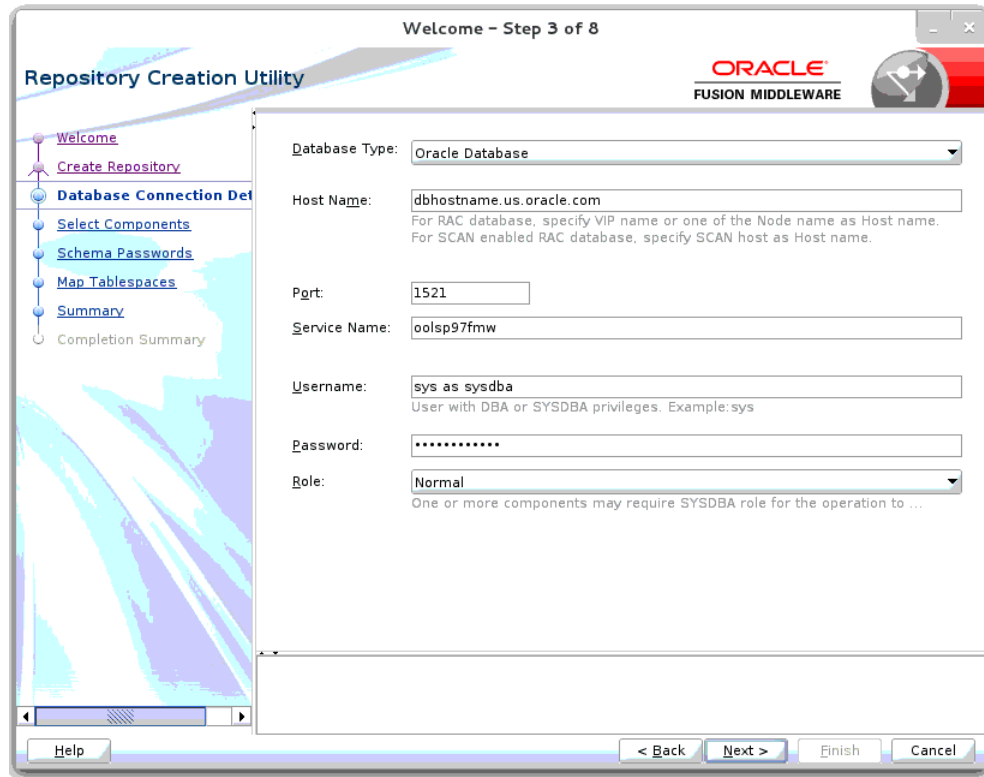 Welcome - Step 3 of 8
Repository Creation Utility
ORACLE
FUSION MIDDLEWARE
Welcome
Create Repository
Database Connection Det
Select Components
Schema Passwords
Map Tablespaces
Summary
Completion Summary
Database Type: Oracle Database
Host Name: dbhostname.us.oracle.com
For RAC database, specify VIP name or one of the Node name as Host name.
For SCAN enabled RAC database, specify SCAN host as Host name.
Port: 1521
Service Name: oolsp97fmw
Username: sys as sysdba
User with DBA or SYSDBA privileges. Example:sys
Password: ••••••••••••
Role: Normal
One or more components may require SYSDBA role for the operation to ...
Help
< Back
Next >
Finish
Cancel